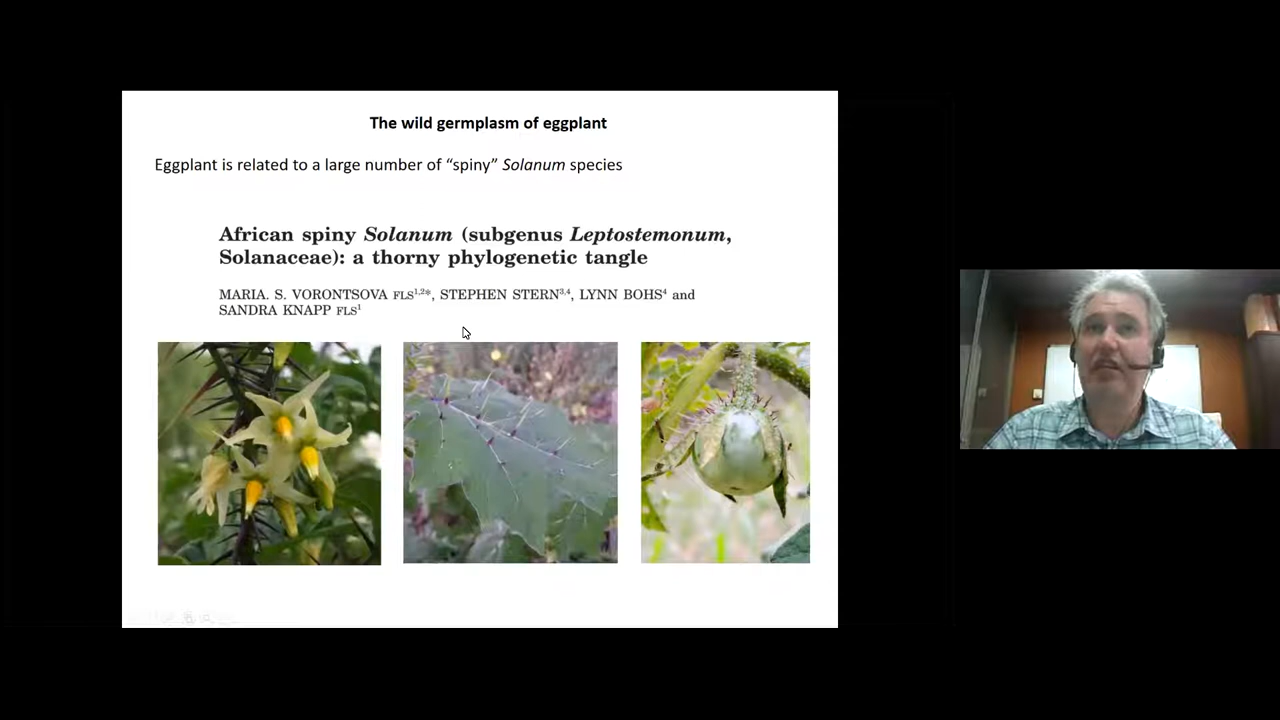 The wild germplasm of eggplant
Eggplant is related to a large number of “spiny” Solanum species
African spiny Solanum (subgenus Leptostemonum,
Solanaceae): a thorny phylogenetic tangle
MARIA. S. VORONTSOVA FLS1,2*, STEPHEN STERN3,4, LYNN BOHS4 and
SANDRA KNAPP FLS1